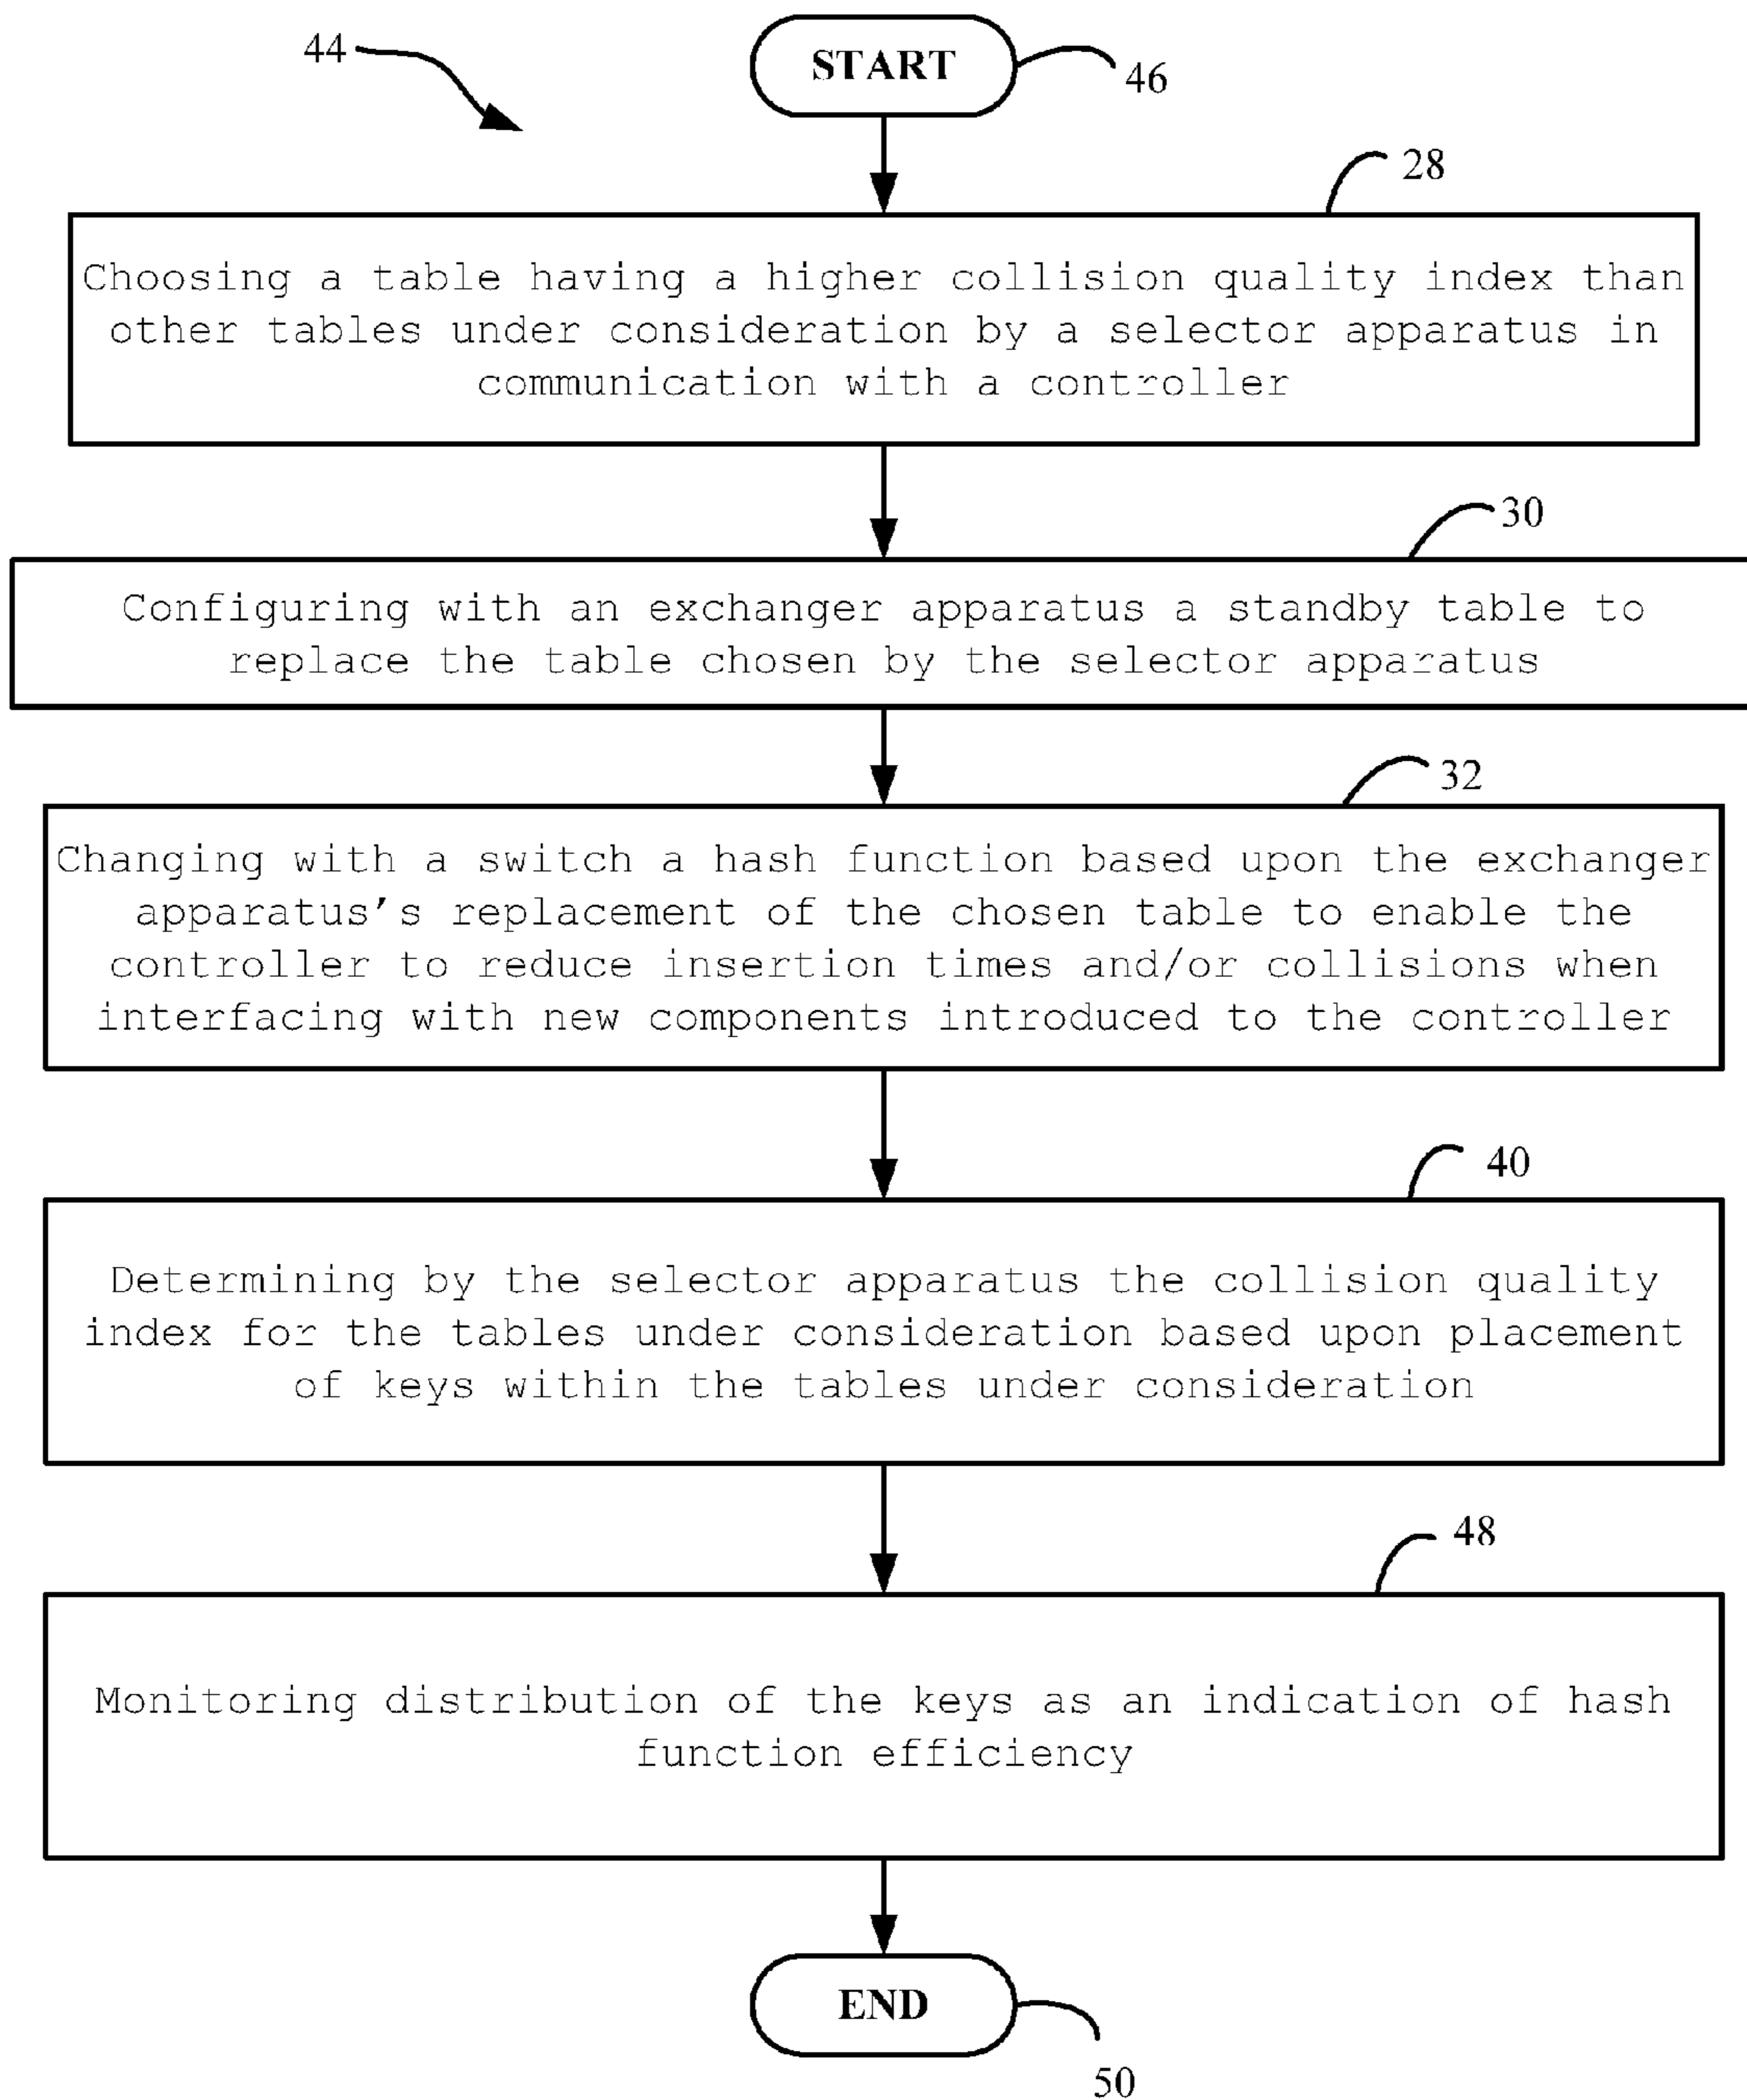 44
START
46
28
Choosing a table having a higher collision quality index than
other tables under consideration by a selector apparatus in
communication with a controller
30
Configuring with an exchanger apparatus a standby table to
replace the table chosen by the selector apparatus
32
Changing with a switch a hash function based upon the exchanger
apparatus’s replacement of the chosen table to enable the
controller to reduce insertion times and/or collisions when
interfacing with new components introduced to the controller
40
Determining by the selector apparatus the collision quality
index for the tables under consideration based upon placement
of keys within the tables under consideration
48
Monitoring distribution of the keys as an indication of hash
function efficiency
END
50